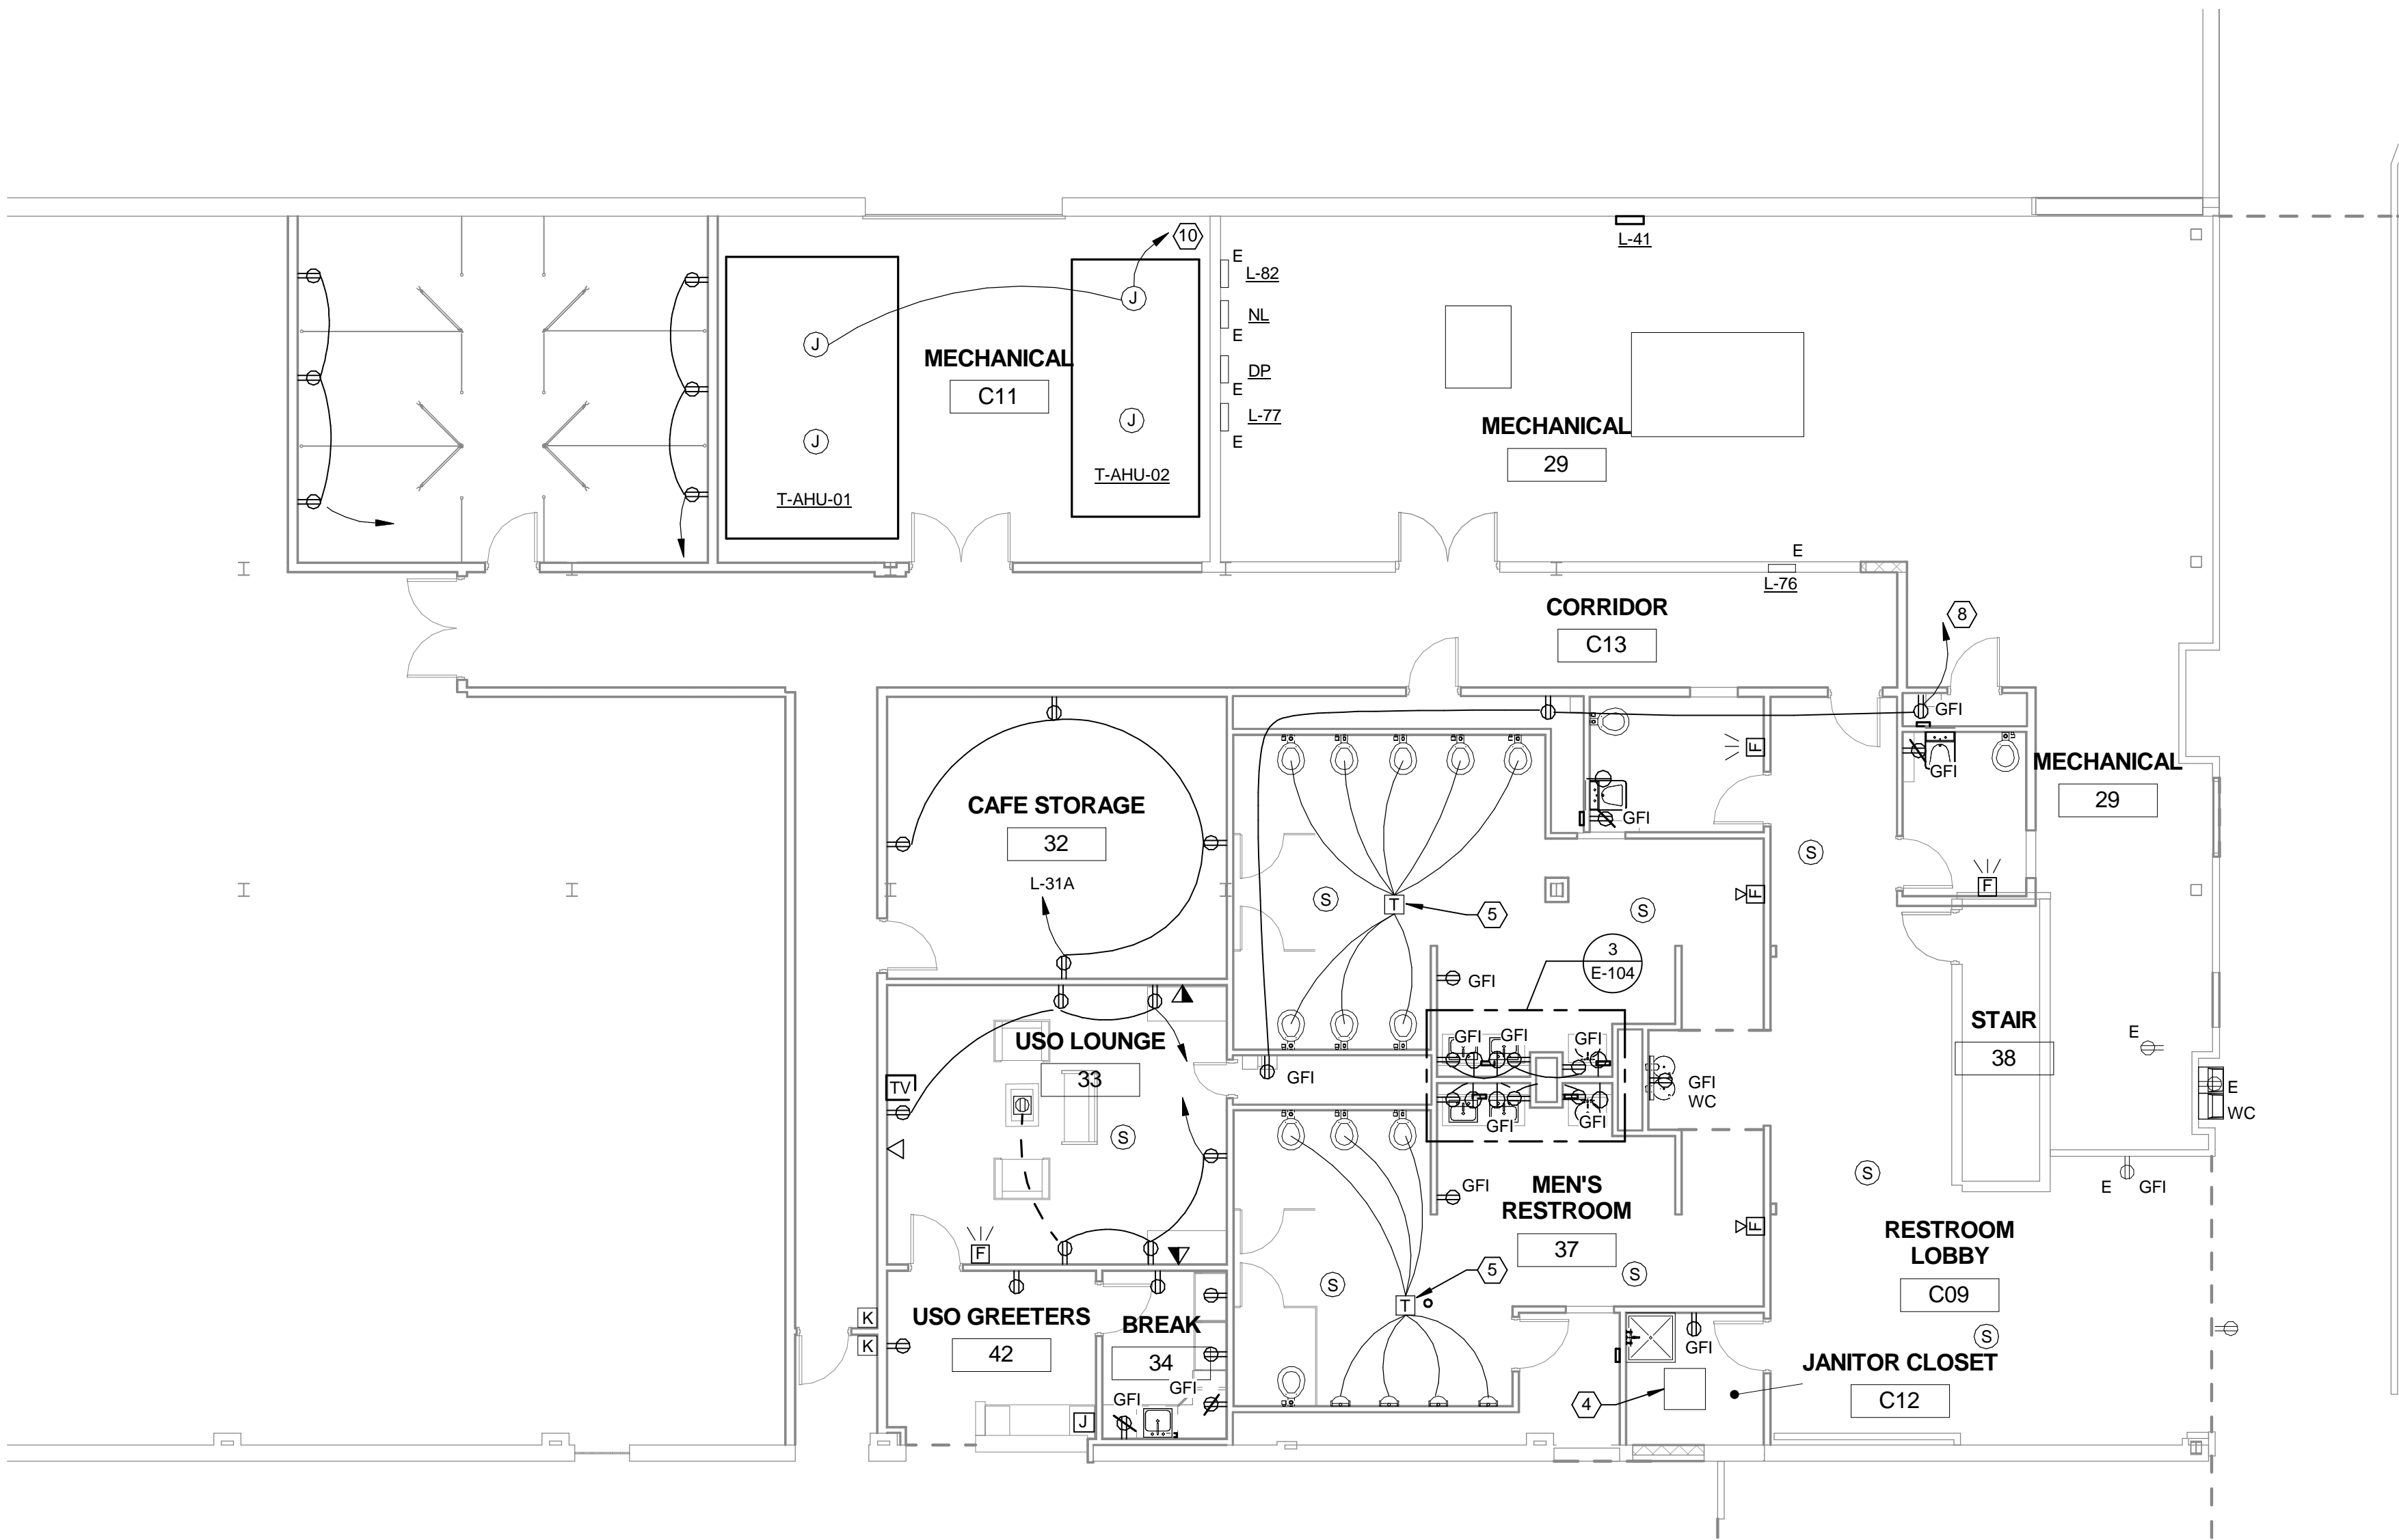 10
L-41
E
L-82
NL
E
J
J
MECHANICAL
C11
DP
E
L-77
E
J
J
MECHANICAL
29
T-AHU-01
T-AHU-02
E
L-76
CORRIDOR
C13
8
GFI
F
GFI
MECHANICAL
29
CAFE STORAGE
32
L-31A
GFI
S
F
F
S
S
T
5
3
E-104
GFI
USO LOUNGE
33
TV
S
F
GFI
GFI
GFI
GFI
GFI
GFI
GFI
WC
STAIR
38
E
E
WC
S
E
GFI
GFI
MEN'S
RESTROOM
37
F
S
S
5
T
RESTROOM
LOBBY
C09
S
K
K
USO GREETERS
42
BREAK
34
GFI
GFI
J
GFI
JANITOR CLOSET
C12
4